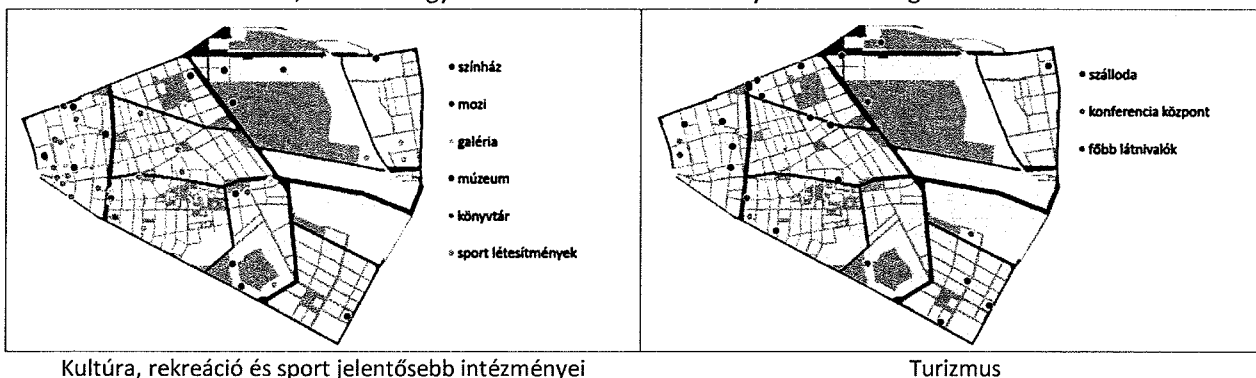 színház
mozi
galéria
múzeum
könyvtár
sport létesítmények
szálloda
konferencia központ
főbb látnivalók
Kultúra, rekreáció és sport jelentősebb intézményei
Turizmus